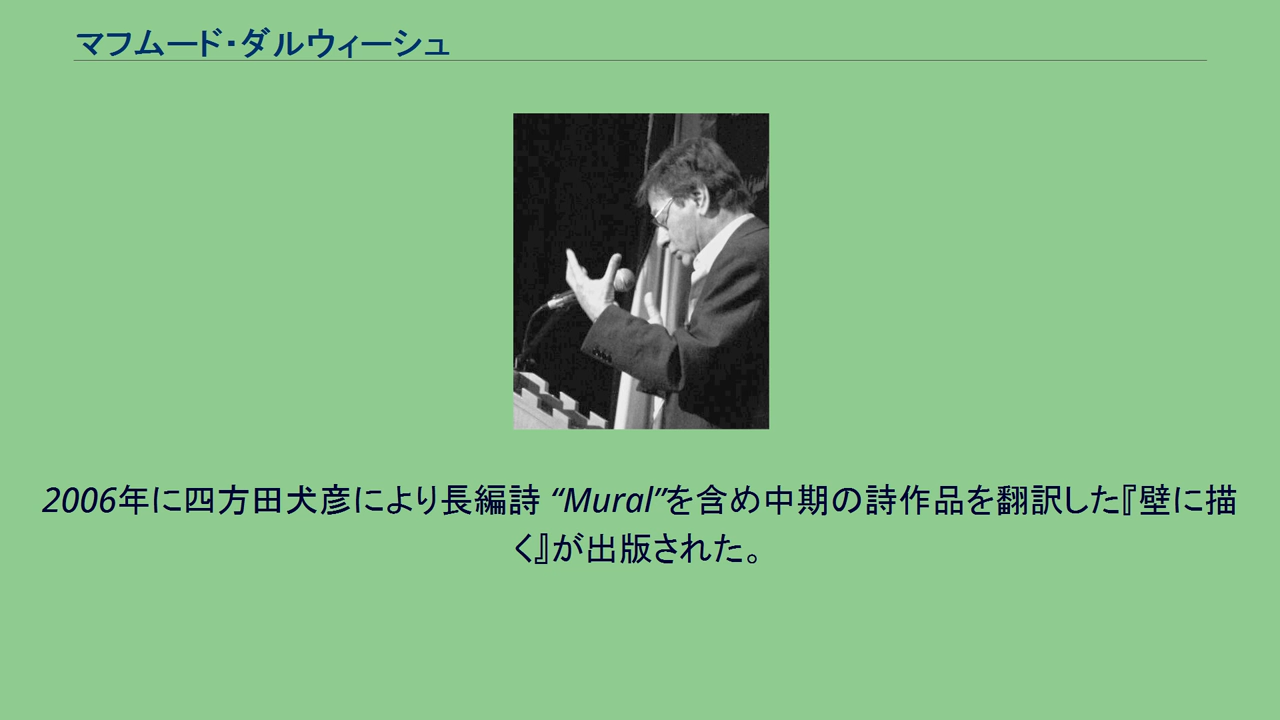 マフムード・ダルウィーシュ
2006年に四方田犬彦により長編詩 “Mural”を含め中期の詩作品を翻訳した『壁に描
く』が出版された。